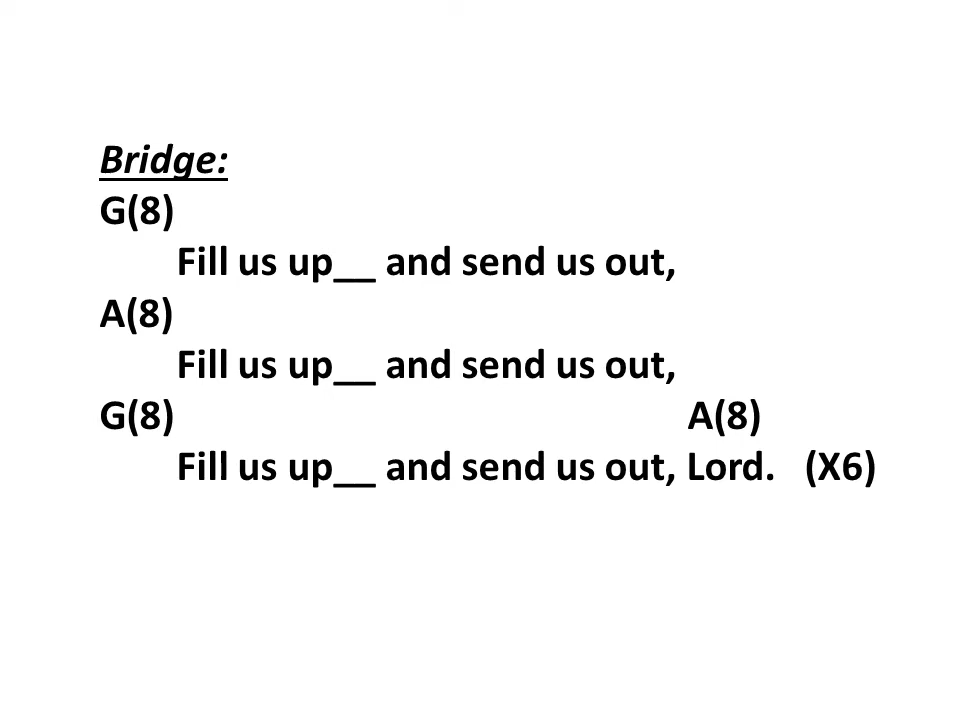 Bridge:
G(8)
Fill us up__ and send us out,
A(8)
Fill us up__ and send us out,
G(8) A(8)
Fill us up__ and send us out, Lord. (X6)